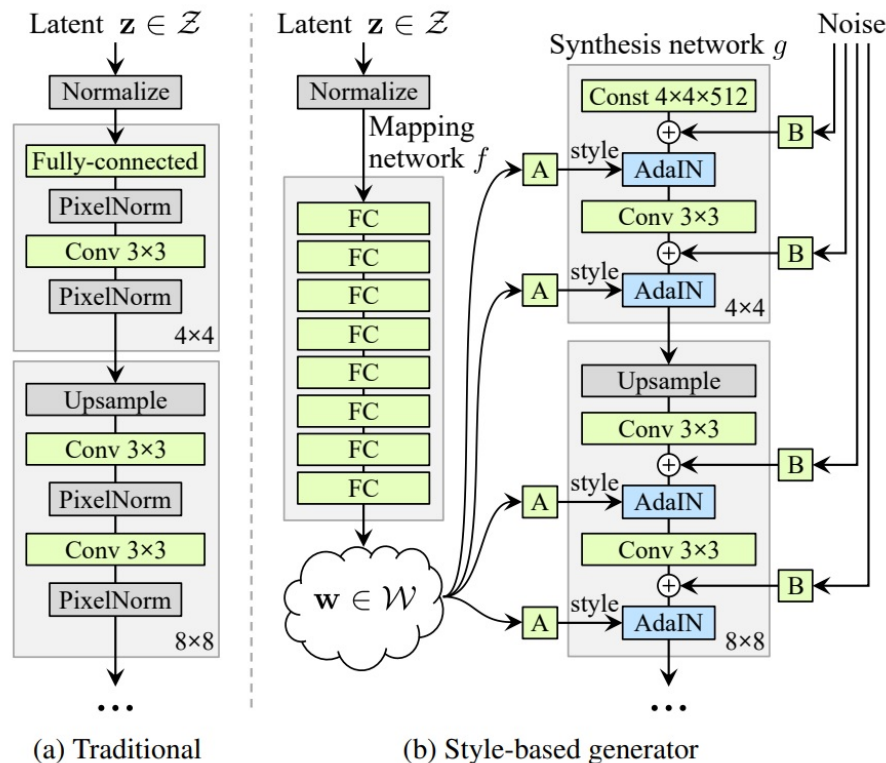 Latent z ∈ Z
Normalize
Fully-connected
PixelNorm
Conv 3×3
PixelNorm
4×4
Upsample
Conv 3×3
PixelNorm
Conv 3×3
PixelNorm
8×8
...
(a) Traditional
Latent z ∈ Z
Normalize
Mapping
network f
FC
FC
FC
FC
FC
FC
FC
FC
w ∈ W
A
style
A
style
A
style
A
style
Synthesis network g
Const 4×4×512
+
AdaIN
Conv 3×3
+
AdaIN
4×4
Upsample
Conv 3×3
+
AdaIN
Conv 3×3
+
AdaIN
8×8
...
Noise
B
B
B
B
(b) Style-based generator